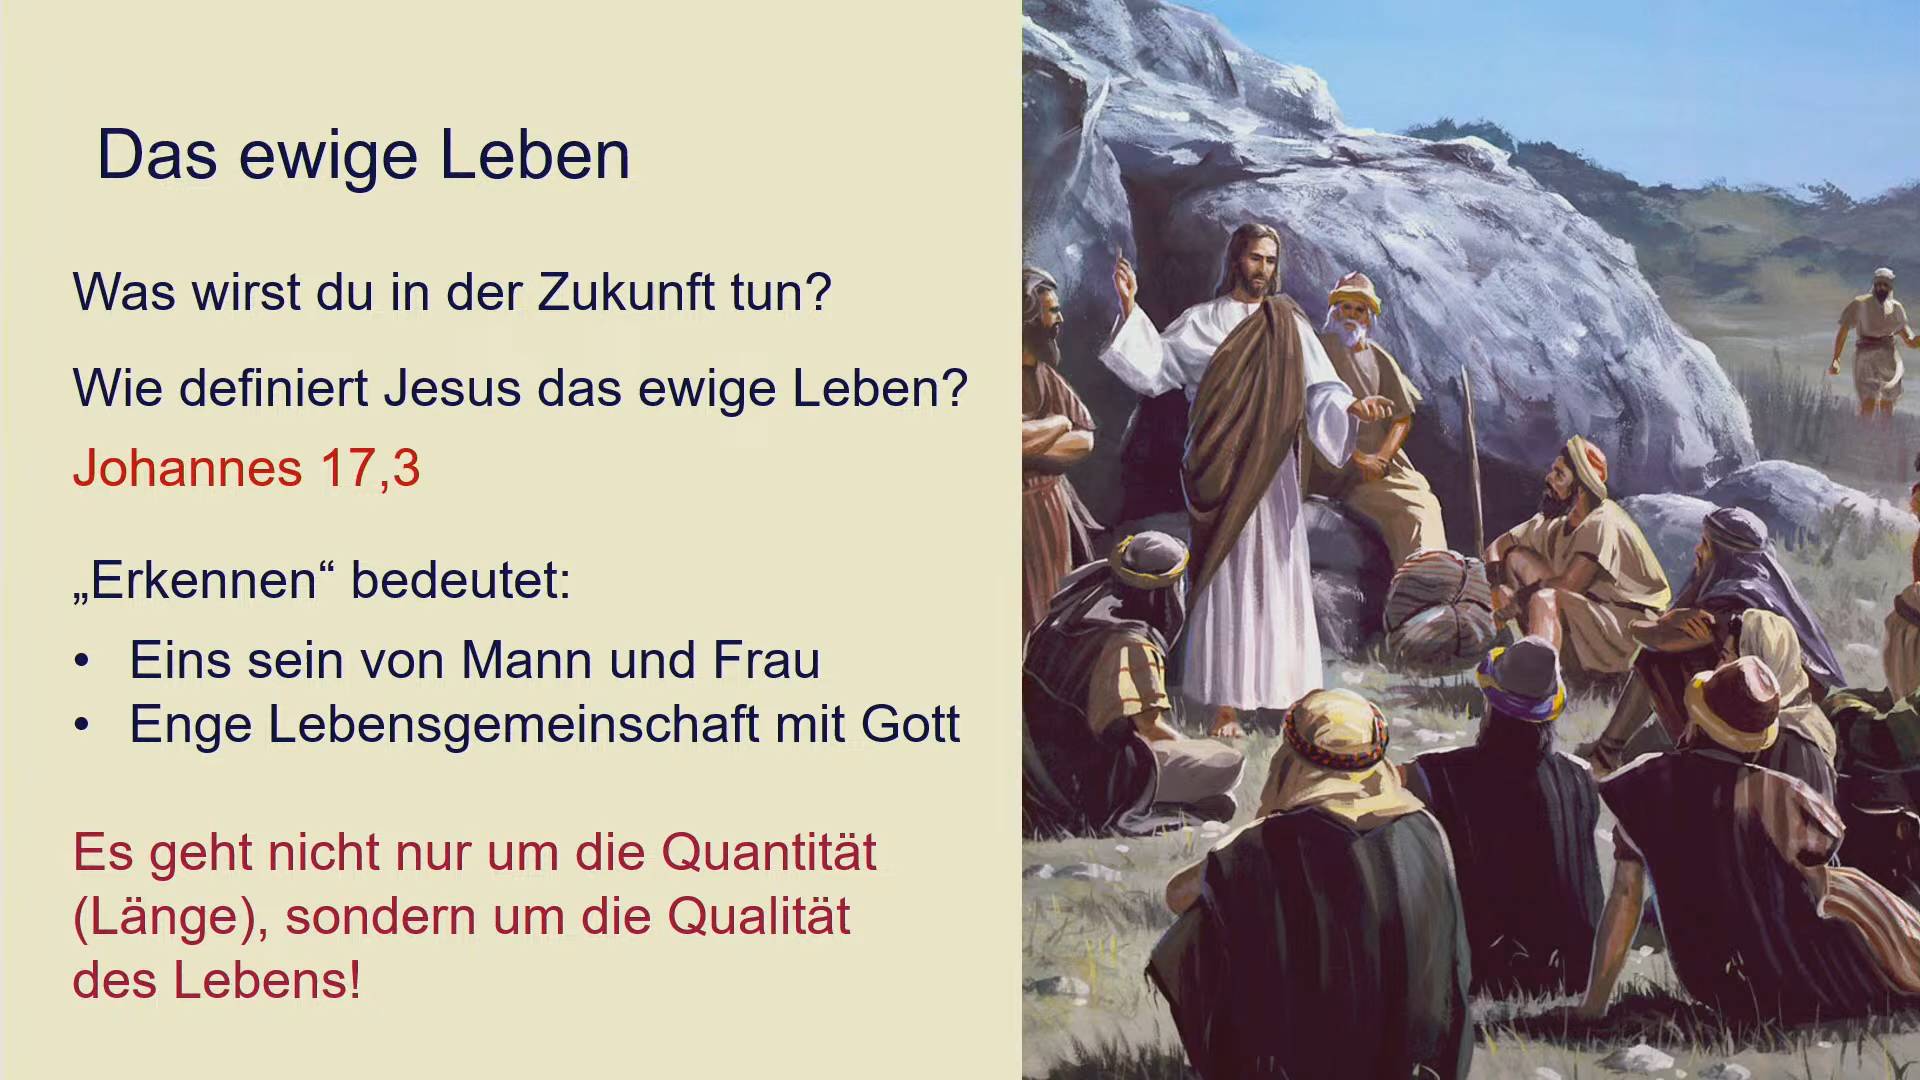 Das ewige Leben
Was wirst du in der Zukunft tun?
Wie definiert Jesus das ewige Leben?
Johannes 17,3
„Erkennen“ bedeutet:
• Eins sein von Mann und Frau
• Enge Lebensgemeinschaft mit Gott
Es geht nicht nur um die Quantität
(Länge), sondern um die Qualität
des Lebens!